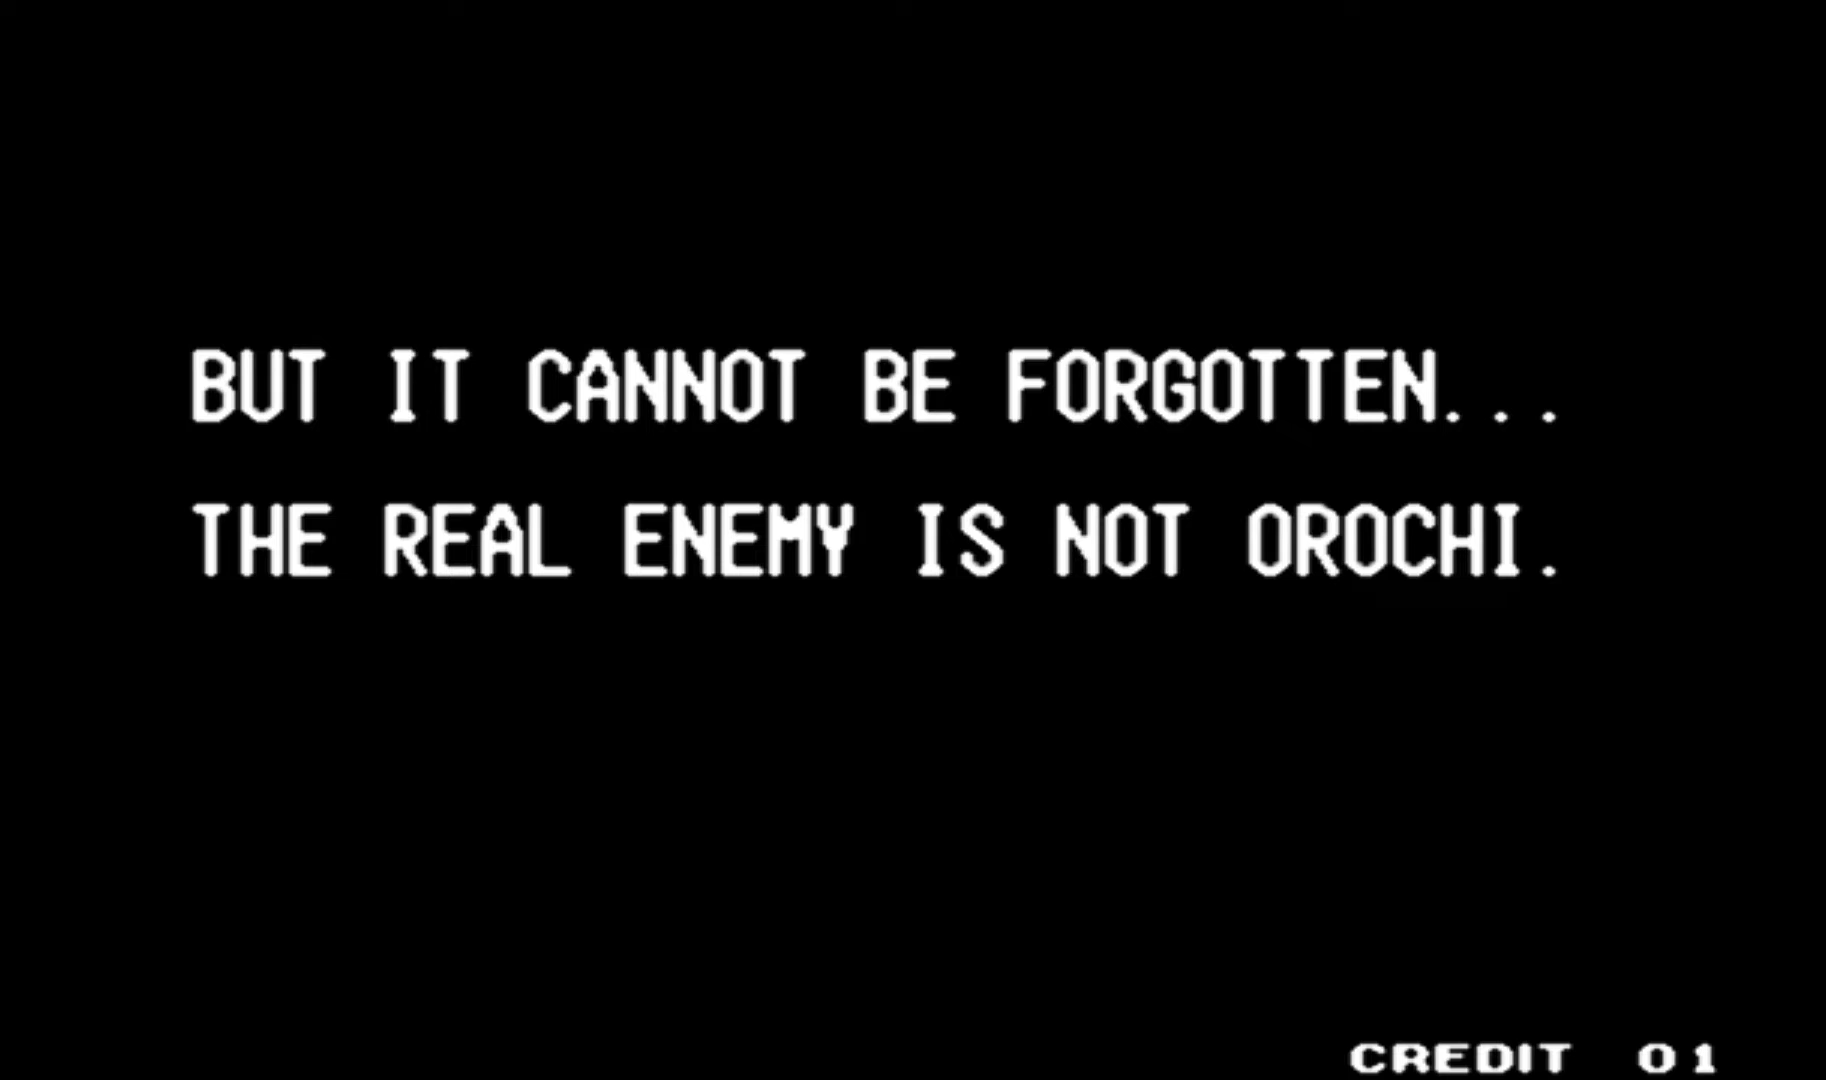 BUT IT CANNOT BE FORGOTTEN...
THE REAL ENEMY IS NOT OROCHI.
CREDIT 01